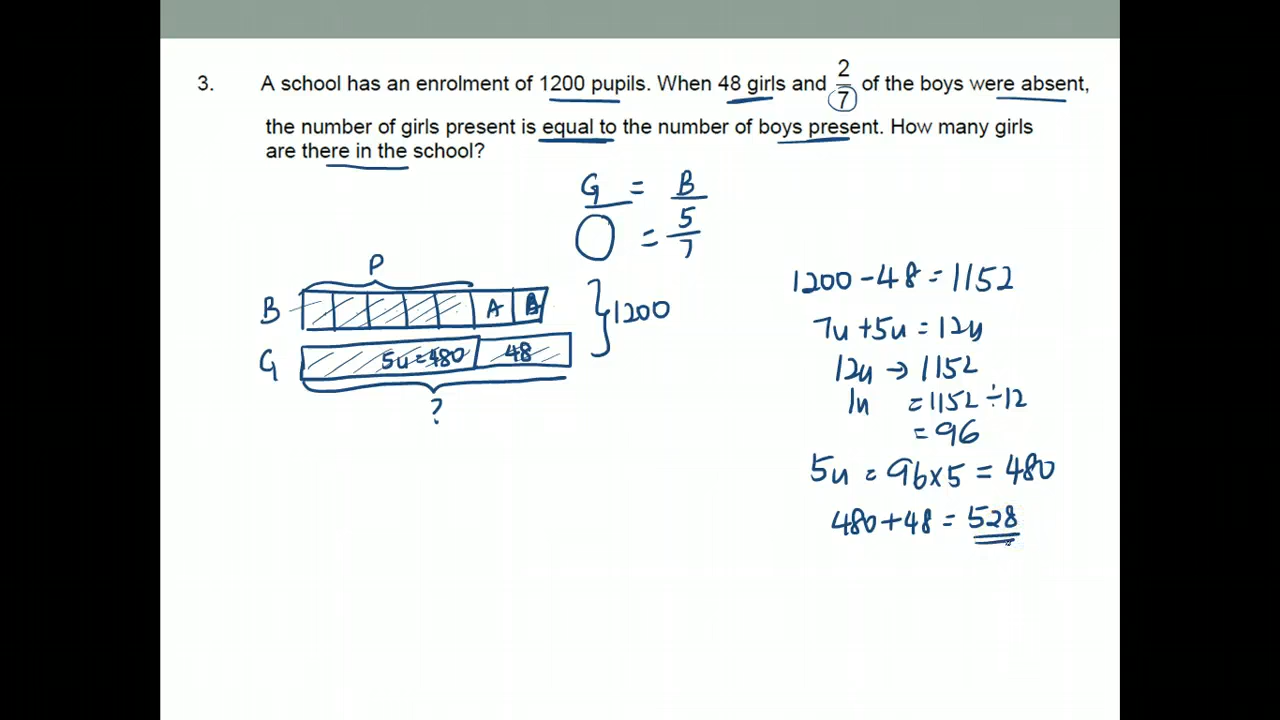 3. A school has an enrolment of 1200 pupils. When 48 girls and 2/7 of the boys were absent,
the number of girls present is equal to the number of boys present. How many girls
are there in the school?
G = B
= 5/7
P
B A A
G 5u = 480 48
1200
?
1200 - 48 = 1152
7u + 5u = 12u
12u → 1152
1u = 1152 ÷ 12
= 96
5u = 96 x 5 = 480
480 + 48 = 528